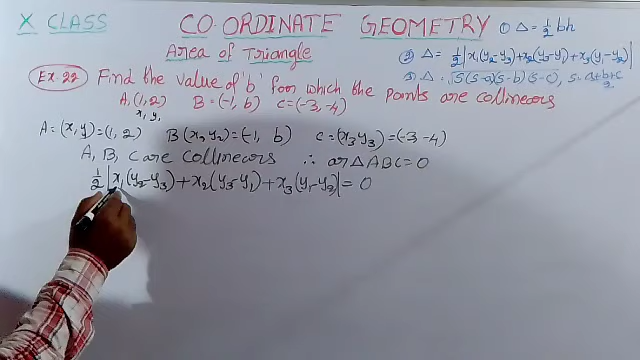 X CLASS CO-ORDINATE GEOMETRY ① Δ = 1/2 bh
Area of Triangle ② Δ = 1/2 |x₁(y₂-y₃)+x₂(y₃-y₁)+x₃(y₁-y₂)|
③ Δ = √S(S-a)(S-b)(S-c), S = a+b+c/2
Ex.22 Find the value of 'b' for which the points are collinears
A, (1, 2) B = (-1, b) C = (-3, -4)
x₁ y₁
A = (x, y) = (1, 2) B (x₂ y₂) = (-1, b) C = (x₃ y₃) = (-3, -4)
A, B, C are collinears ∴ ar ΔABC = 0
1/2 |x₁(y₂-y₃)+x₂(y₃-y₁)+x₃(y₁-y₂)| = 0